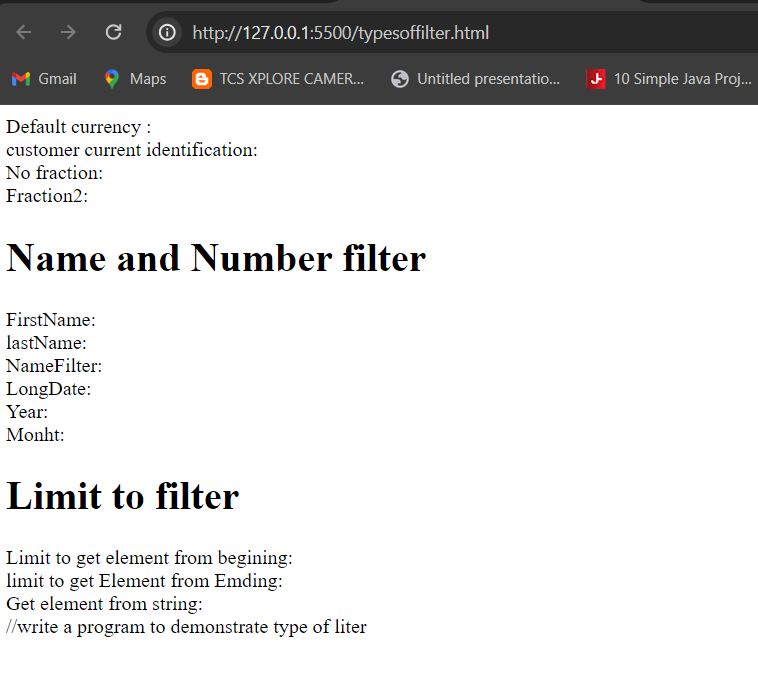 http://127.0.0.1:5500/typesoffilter.html
Gmail Maps TCS XPLORE CAMER... Untitled presentatio... 10 Simple Java Proj...
Default currency :
customer current identification:
No fraction:
Fraction2:
Name and Number filter
FirstName:
lastName:
NameFilter:
LongDate:
Year:
Monht:
Limit to filter
Limit to get element from begining:
limit to get Element from Emding:
Get element from string:
//write a program to demonstrate type of liter